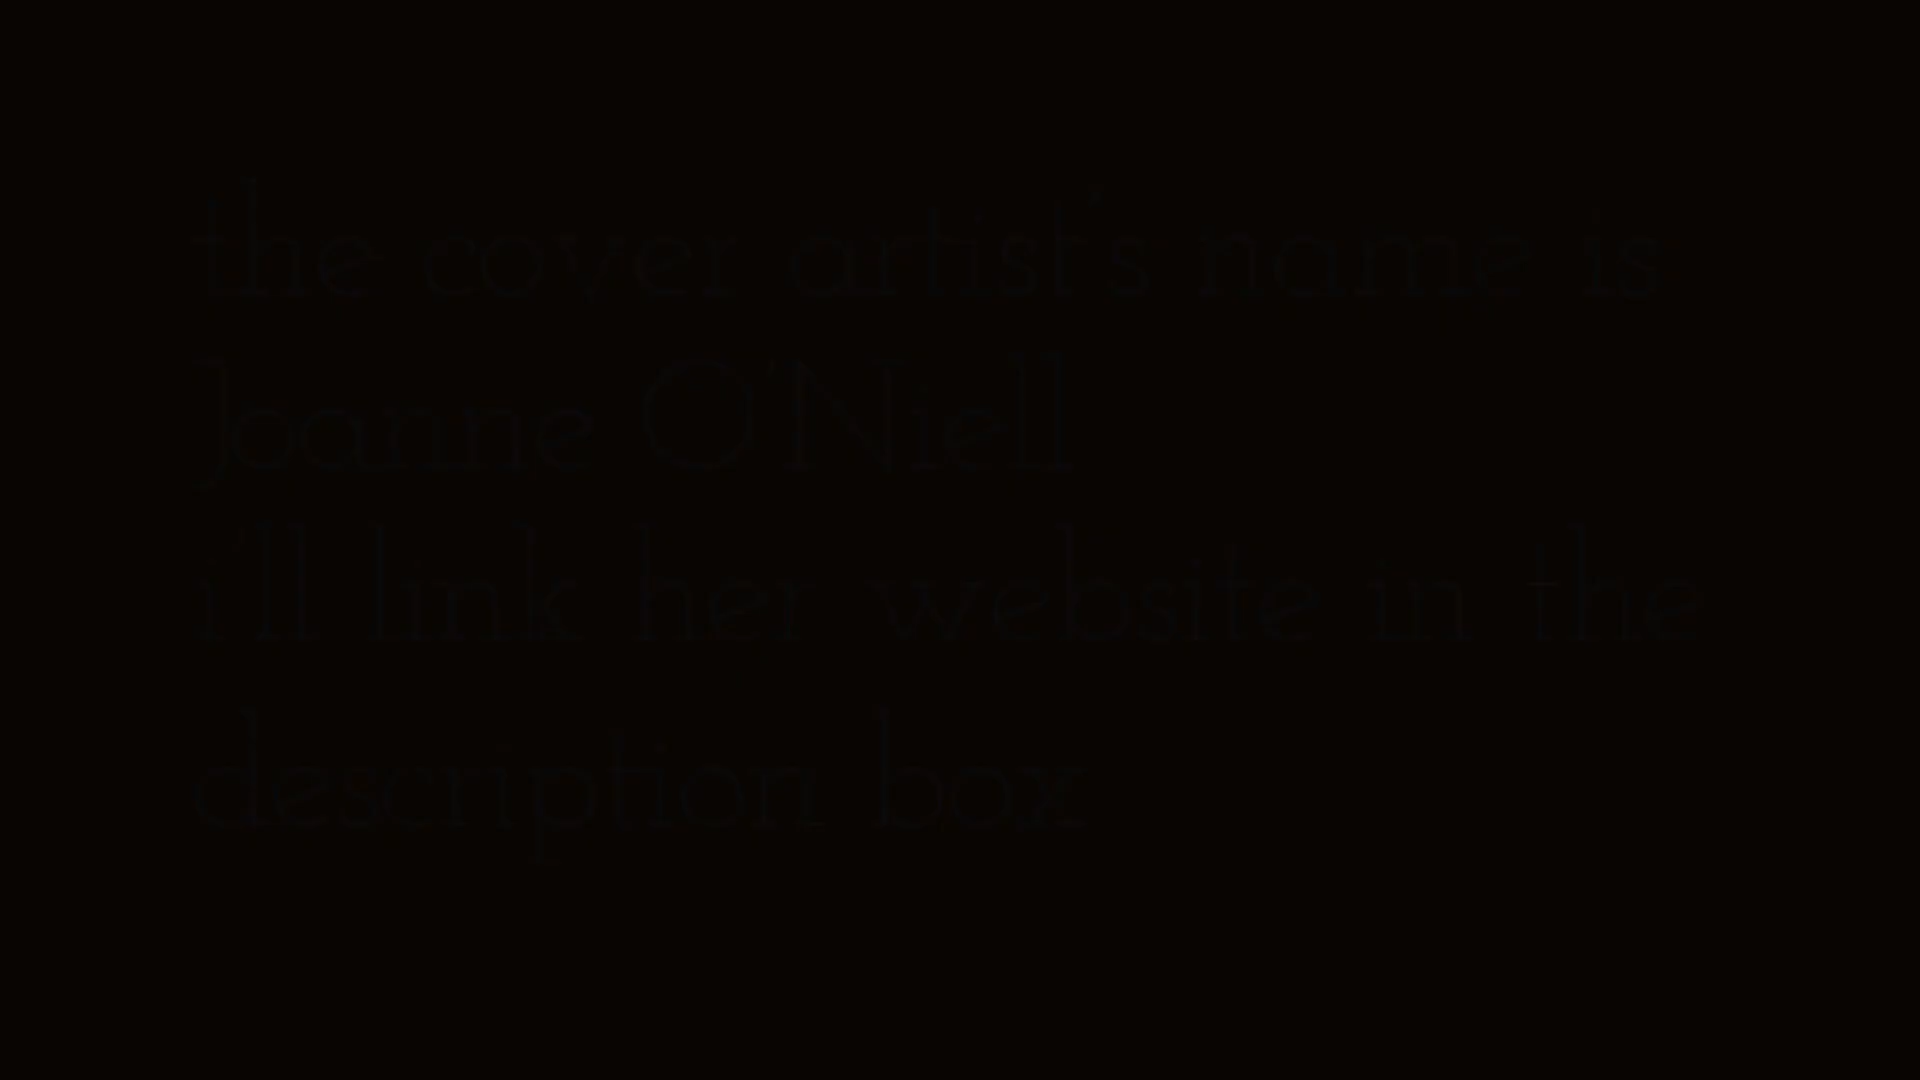 the cover artist's name is
Joanne O'Niell
i'll link her website in the
description box